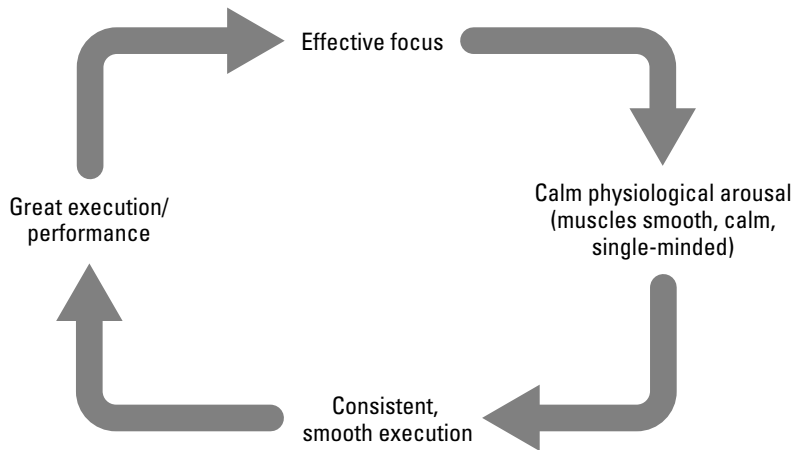 Effective focus
Calm physiological arousal
(muscles smooth, calm,
single-minded)
Consistent,
smooth execution
Great execution/
performance